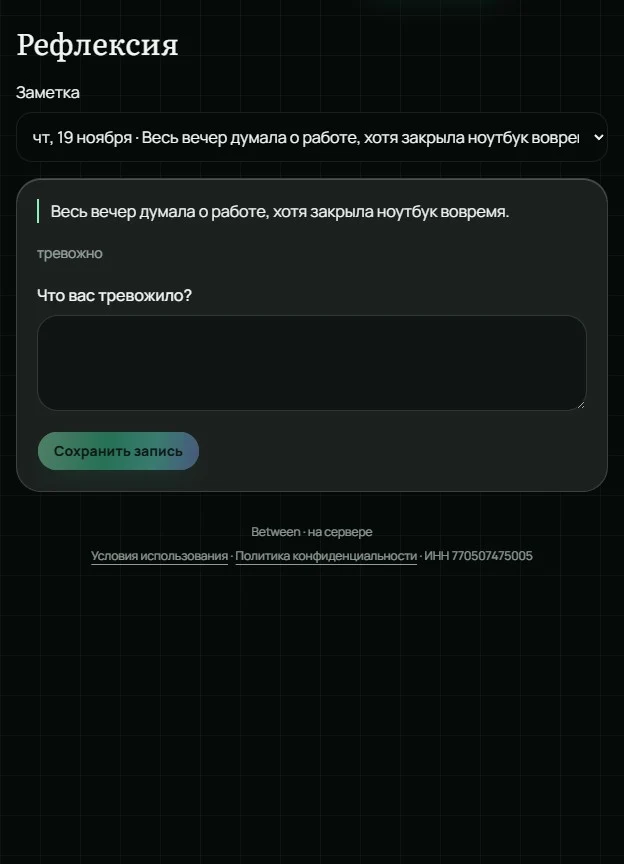 Рефлексия
Заметка
чт, 19 ноября · Весь вечер думала о работе, хотя закрыла ноутбук
Весь вечер думала о работе, хотя закрыла ноутбук вовремя.
тревожно
Что вас тревожило?
Сохранить запись
Between · на сервере
Условия использования · Политика конфиденциальности · ИНН 770507475005